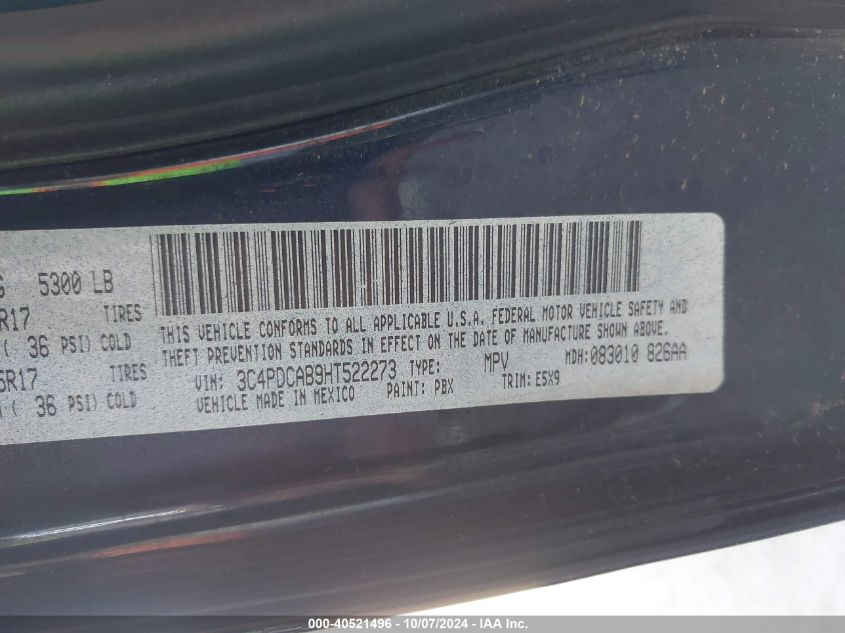 5300 LB
R17 TIRES
( 36 PSI) COLD
5R17 TIRES
( 36 PSI) COLD
THIS VEHICLE CONFORMS TO ALL APPLICABLE U.S.A. FEDERAL MOTOR VEHICLE SAFETY AND
THEFT PREVENTION STANDARDS IN EFFECT ON THE DATE OF MANUFACTURE SHOWN ABOVE.
VIN: 3C4PDCAB9HT522273 TYPE: MPV MDH:083010 826AA
VEHICLE MADE IN MEXICO PAINT: PBX TRIM: E5X9
000-40521496 - 10/07/2024 - IAA Inc.